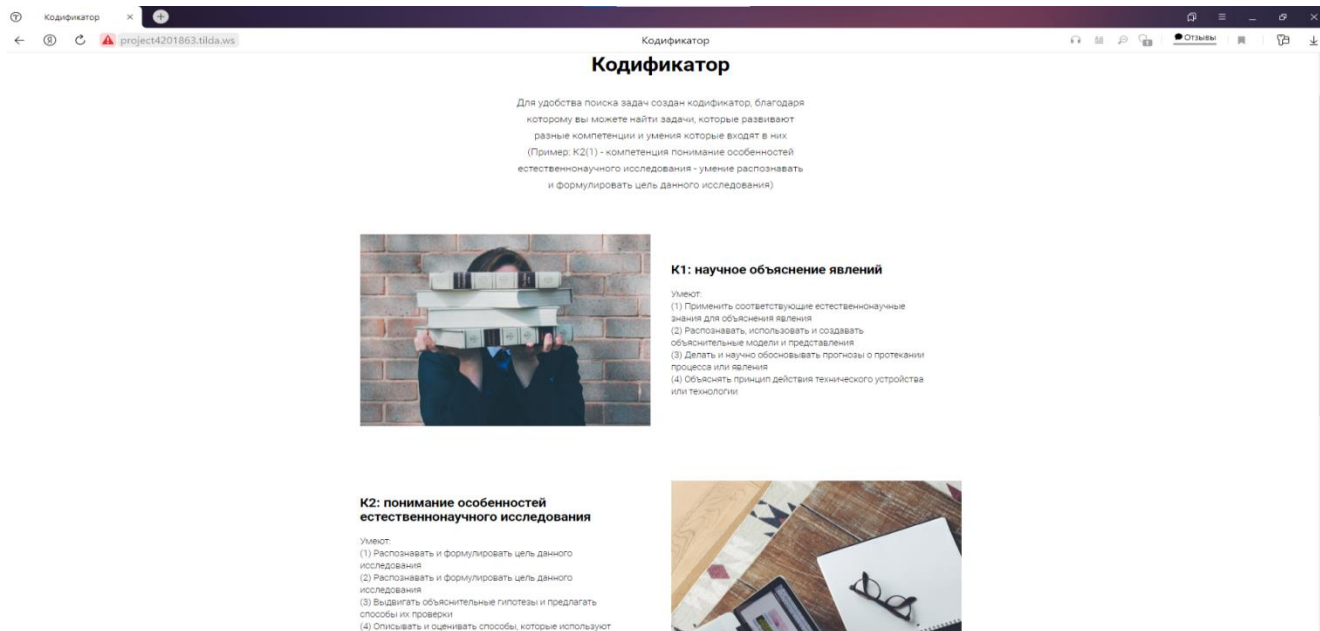 Кодификатор
project4201863.tilda.ws
Кодификатор
Отзывы
Кодификатор
Для удобства поиска задач создан кодификатор, благодаря
которому вы можете найти задачи, которые развивают
разные компетенции и умения которые входят в них
(Пример: К2(1) - компетенция понимание особенностей
естественнонаучного исследования - умение распознавать
и формулировать цель данного исследования)
К1: научное объяснение явлений
Умеют:
(1) Применить соответствующие естественнонаучные
знания для объяснения явления
(2) Распознавать, использовать и создавать
объяснительные модели и представления
(3) Делать и научно обосновывать прогнозы о протекании
процесса или явления
(4) Объяснять принцип действия технического устройства
или технологии
К2: понимание особенностей
естественнонаучного исследования
Умеют:
(1) Распознавать и формулировать цель данного
исследования
(2) Распознавать и формулировать цель данного
исследования
(3) Выдвигать объяснительные гипотезы и предлагать
способы их проверки
(4) Описывать и оценивать способы, которые используют